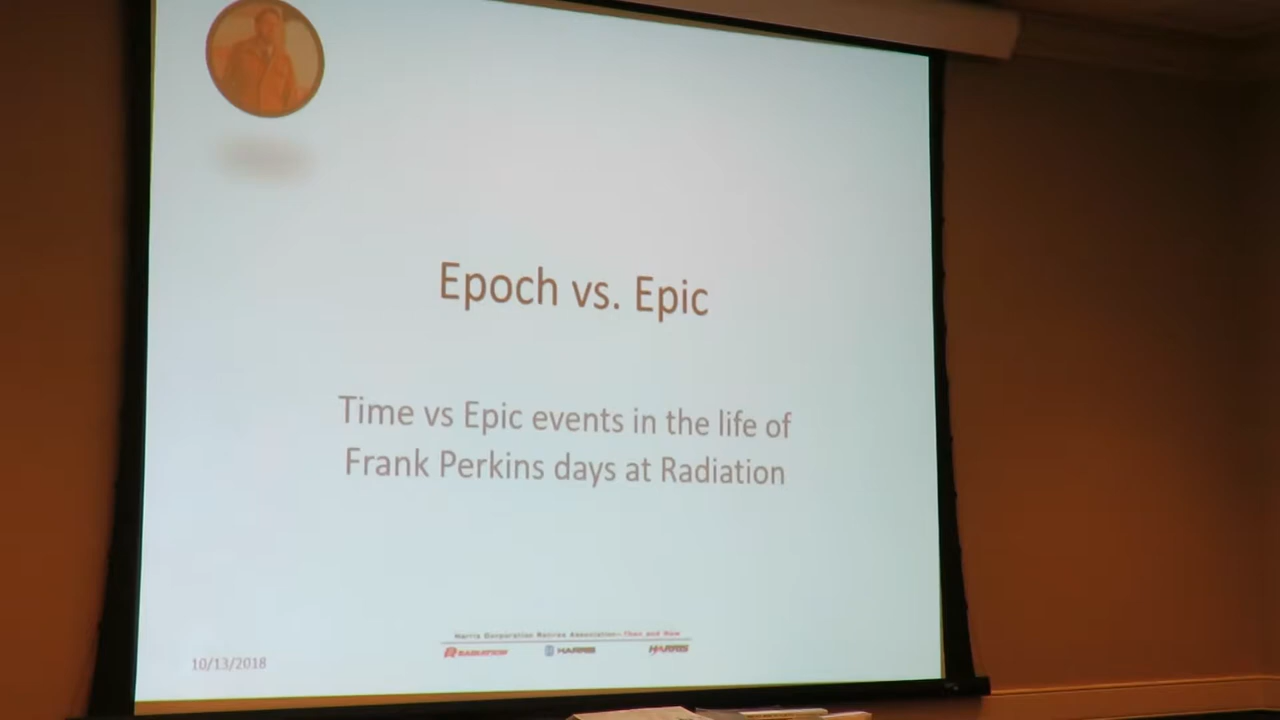 Epoch vs. Epic
Time vs Epic events in the life of
Frank Perkins days at Radiation
Harris Corporation Retiree Association—Then and Now
RADIATION HARRIS HARRIS
10/13/2018